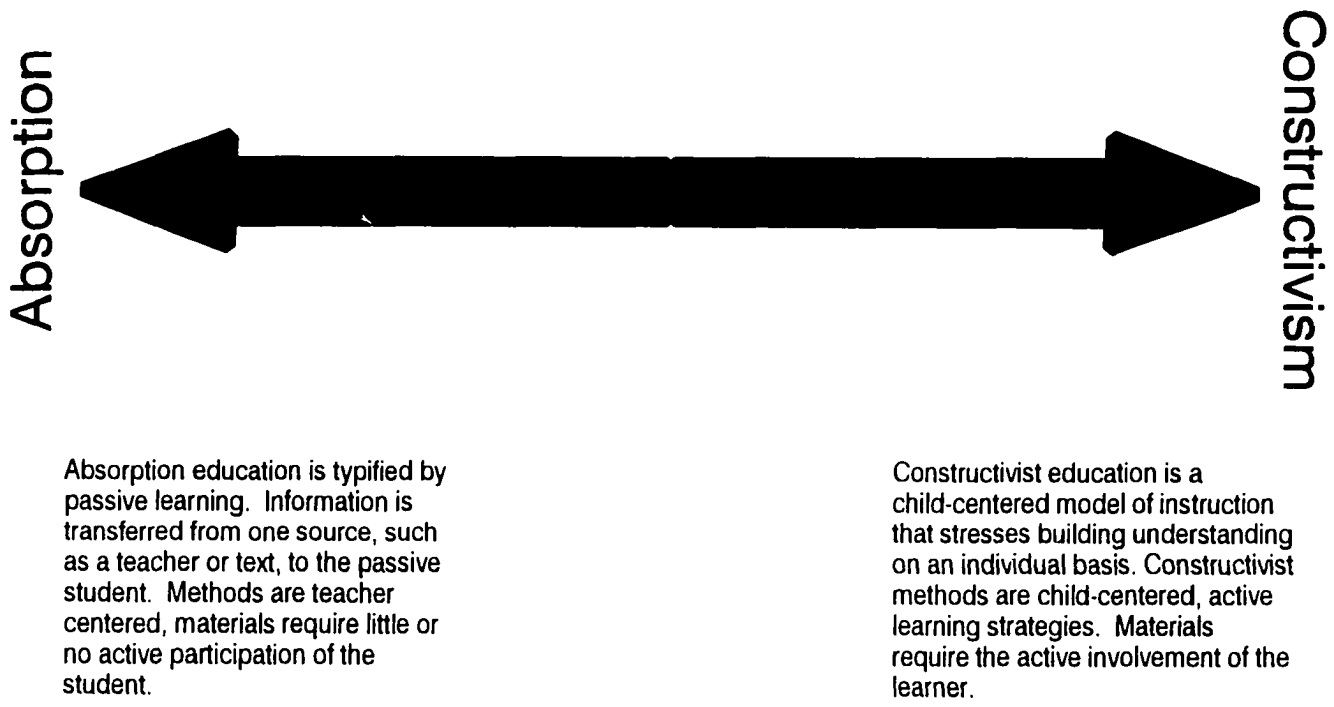 Absorption
Constructivism
Absorption education is typified by
passive learning. Information is
transferred from one source, such
as a teacher or text, to the passive
student. Methods are teacher
centered, materials require little or
no active participation of the
student.
Constructivist education is a
child-centered model of instruction
that stresses building understanding
on an individual basis. Constructivist
methods are child-centered, active
learning strategies. Materials
require the active involvement of the
learner.